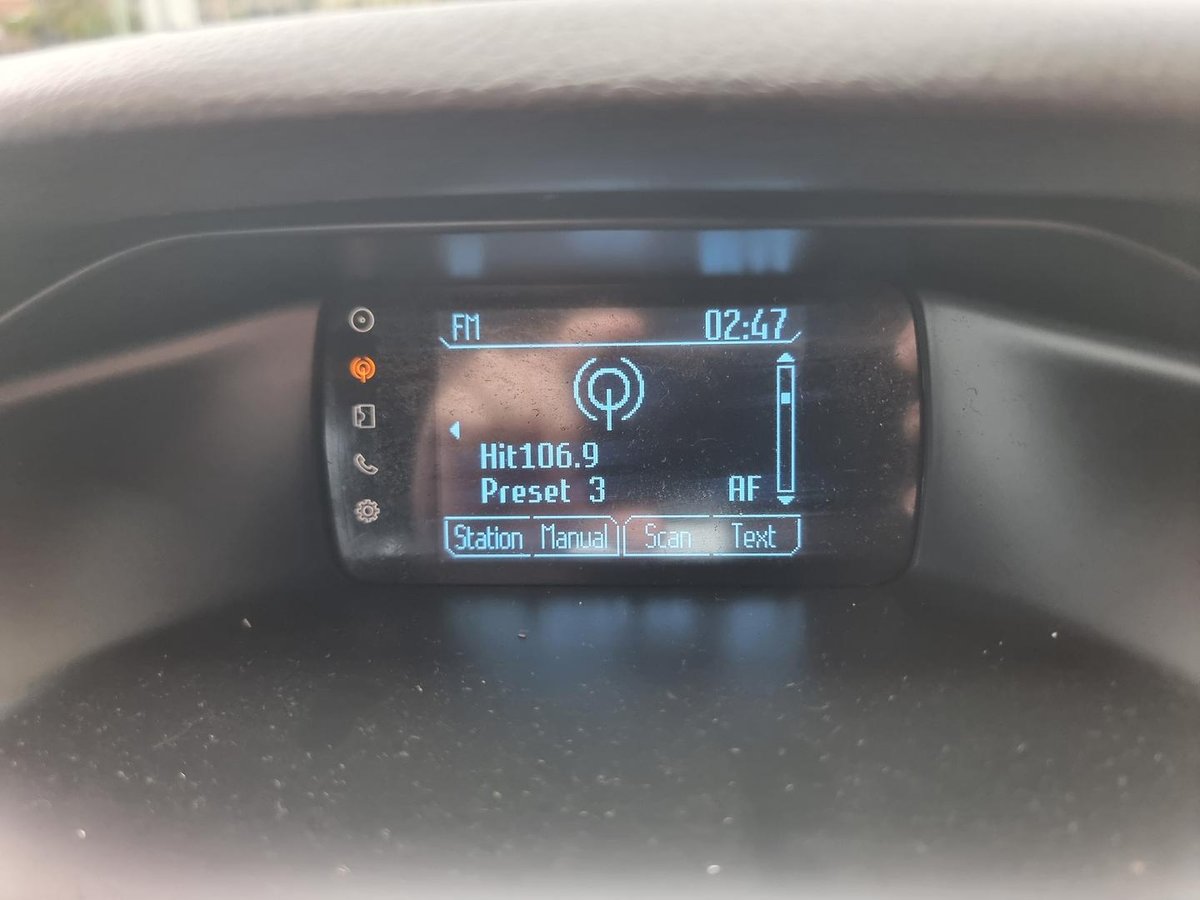 FM 02:47
Hit106.9
Preset 3 AF
Station Manual Scan Text